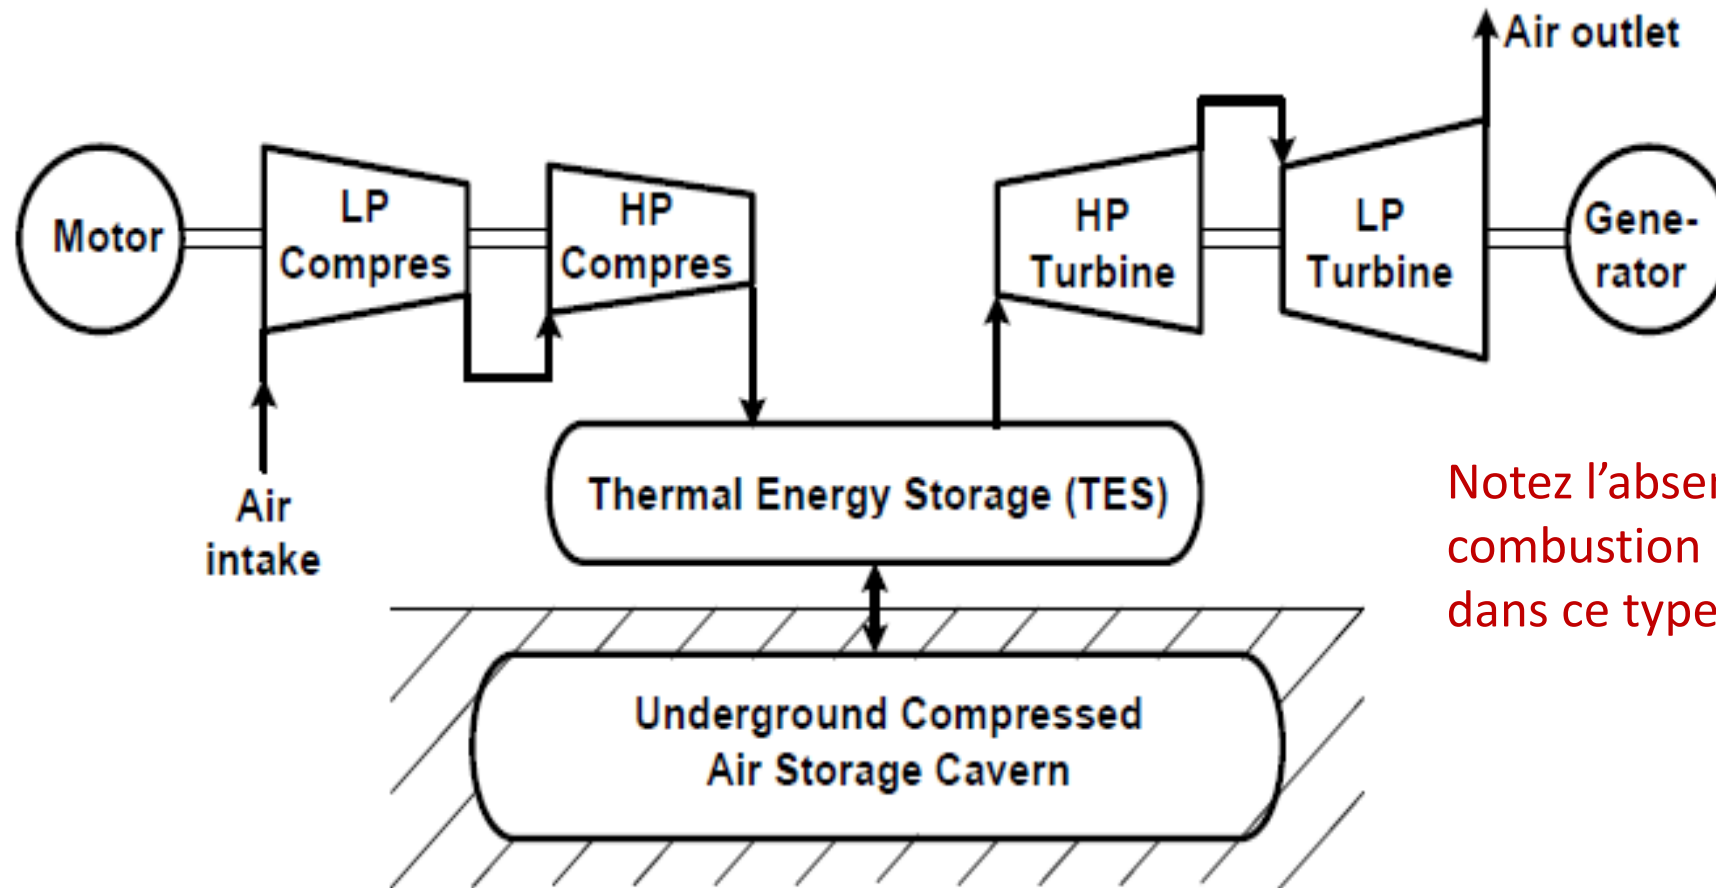 Air outlet
Motor
LP
Compres
HP
Compres
HP
Turbine
LP
Turbine
Gene-
rator
Air
intake
Thermal Energy Storage (TES)
Notez l’absen
combustion
dans ce type
Underground Compressed
Air Storage Cavern